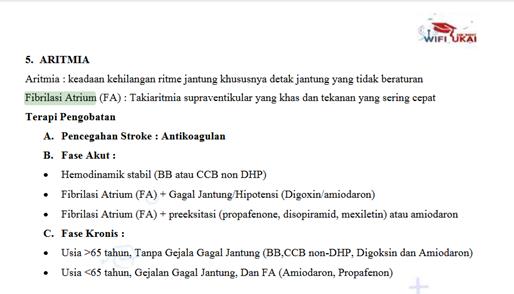 WIFI UKAI
5. ARITMIA
Aritmia : keadaan kehilangan ritme jantung khususnya detak jantung yang tidak beraturan
Fibrilasi Atrium (FA) : Takiaritmia supraventikular yang khas dan tekanan yang sering cepat
Terapi Pengobatan
A. Pencegahan Stroke : Antikoagulan
B. Fase Akut :
• Hemodinamik stabil (BB atau CCB non DHP)
• Fibrilasi Atrium (FA) + Gagal Jantung/Hipotensi (Digoxin/amiodaron)
• Fibrilasi Atrium (FA) + preeksitasi (propafenone, disopiramid, mexiletin) atau amiodaron
C. Fase Kronis :
• Usia >65 tahun, Tanpa Gejala Gagal Jantung (BB,CCB non-DHP, Digoksin dan Amiodaron)
• Usia <65 tahun, Gejalan Gagal Jantung, Dan FA (Amiodaron, Propafenon)